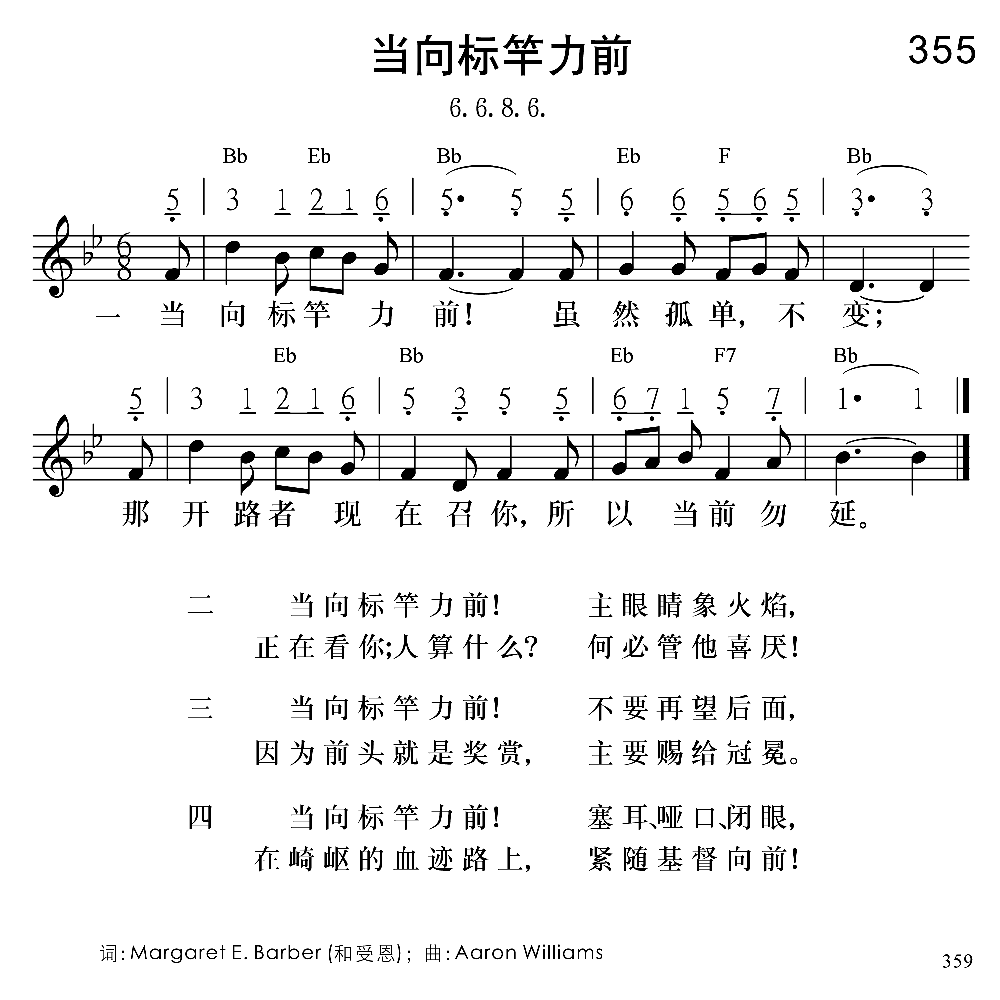 当向标竿力前
355
6. 6. 8. 6.
Bb Eb Bb Eb F Bb
5 | 3 1 2 1 6 | 5· 5 5 | 6 6 5 6 5 | 3· 3
6 8
一 当 向 标 竿 力 前！ 虽 然 孤 单， 不 变；
Eb Bb Eb F7 Bb
5 | 3 1 2 1 6 | 5 3 5 5 | 6 7 1 5 7 | 1· 1
那 开 路 者 现 在 召 你， 所 以 当 前 勿 延。
二 当向标竿力前！ 主眼睛象火焰，
正在看你；人算什么？ 何必管他喜厌！
三 当向标竿力前！ 不要再望后面，
因为前头就是奖赏， 主要赐给冠冕。
四 当向标竿力前！ 塞耳、哑口、闭眼，
在崎岖的血迹路上， 紧随基督向前！
词: Margaret E. Barber (和受恩)； 曲: Aaron Williams
359